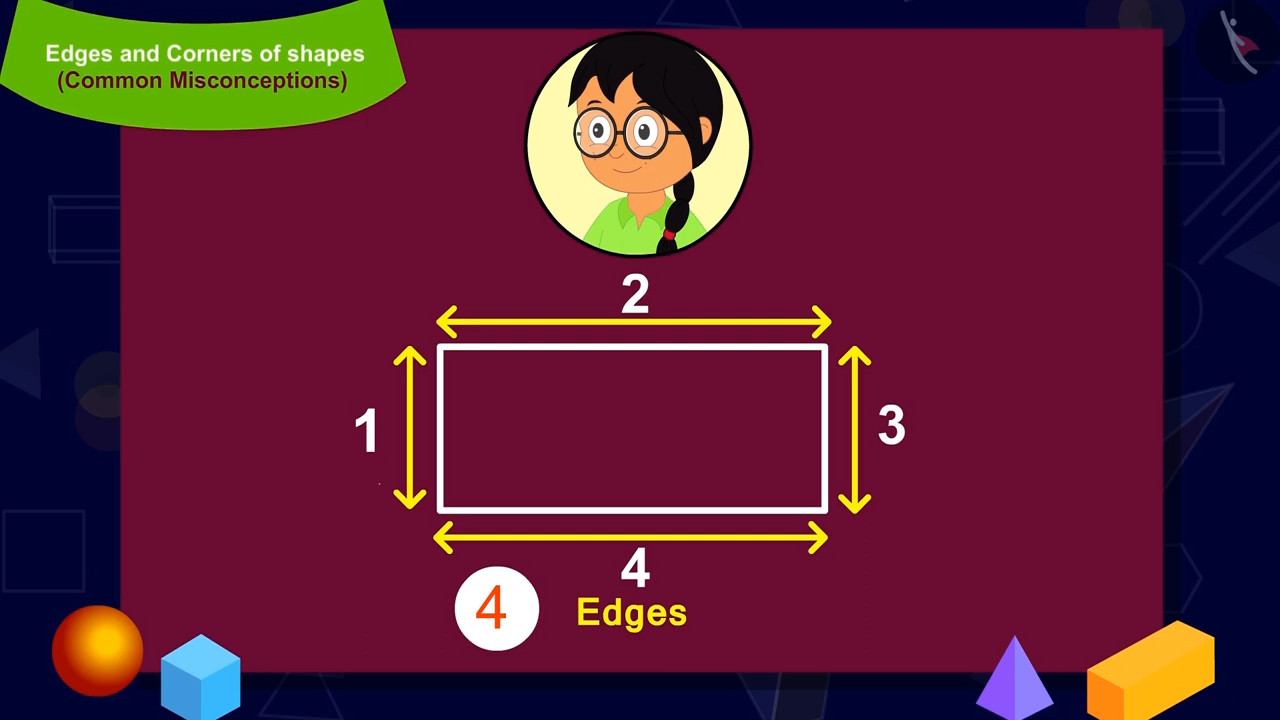 Edges and Corners of shapes
(Common Misconceptions)
2
1
3
4
4 Edges